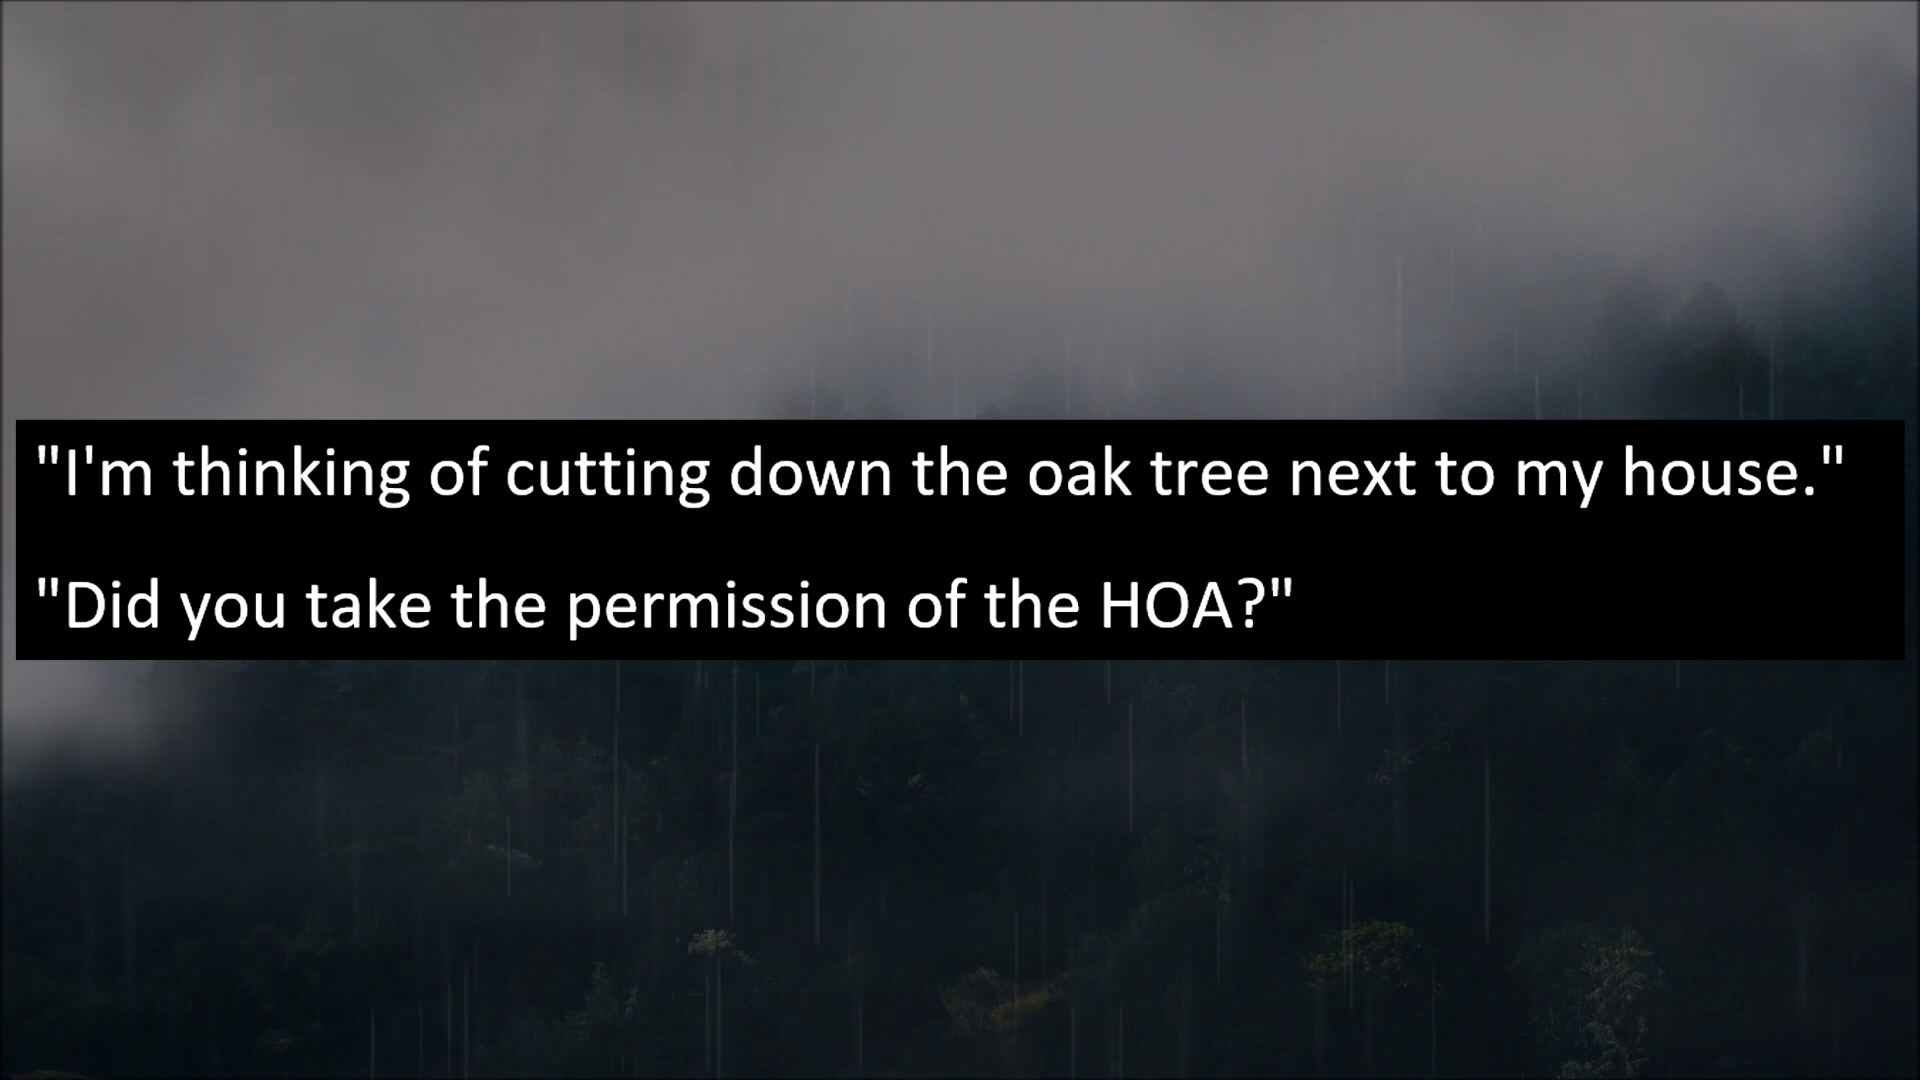 "I'm thinking of cutting down the oak tree next to my house."
"Did you take the permission of the HOA?"